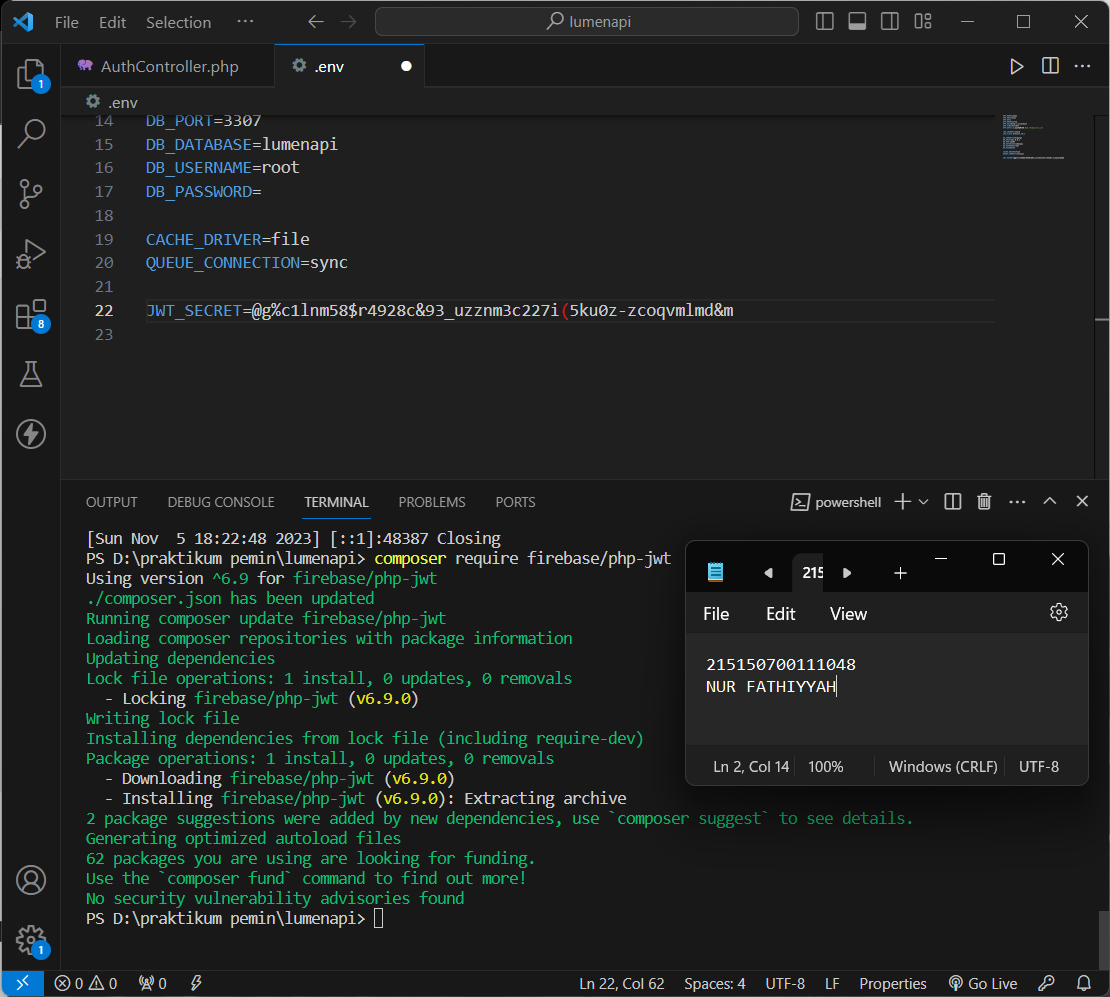 File Edit Selection ··· lumenapi
AuthController.php .env
.env
14 DB_PORT=3307
15 DB_DATABASE=lumenapi
16 DB_USERNAME=root
17 DB_PASSWORD=
18
19 CACHE_DRIVER=file
20 QUEUE_CONNECTION=sync
21
22 JWT_SECRET=@g%c1lnm58$r4928c&93_uzznm3c227i(5ku0z-zcoqvmlmd&m
23
1
8
1
OUTPUT DEBUG CONSOLE TERMINAL PROBLEMS PORTS powershell
[Sun Nov  5 18:22:48 2023] [::1]:48387 Closing
PS D:\praktikum pemin\lumenapi> composer require firebase/php-jwt
Using version ^6.9 for firebase/php-jwt
./composer.json has been updated
Running composer update firebase/php-jwt
Loading composer repositories with package information
Updating dependencies
Lock file operations: 1 install, 0 updates, 0 removals
  - Locking firebase/php-jwt (v6.9.0)
Writing lock file
Installing dependencies from lock file (including require-dev)
Package operations: 1 install, 0 updates, 0 removals
  - Downloading firebase/php-jwt (v6.9.0)
  - Installing firebase/php-jwt (v6.9.0): Extracting archive
2 package suggestions were added by new dependencies, use `composer suggest` to see details.
Generating optimized autoload files
62 packages you are using are looking for funding.
Use the `composer fund` command to find out more!
No security vulnerability advisories found
PS D:\praktikum pemin\lumenapi>
215
File Edit View
215150700111048
NUR FATHIYYAH
Ln 2, Col 14 100% Windows (CRLF) UTF-8
0 0 0 Ln 22, Col 62 Spaces: 4 UTF-8 LF Properties Go Live